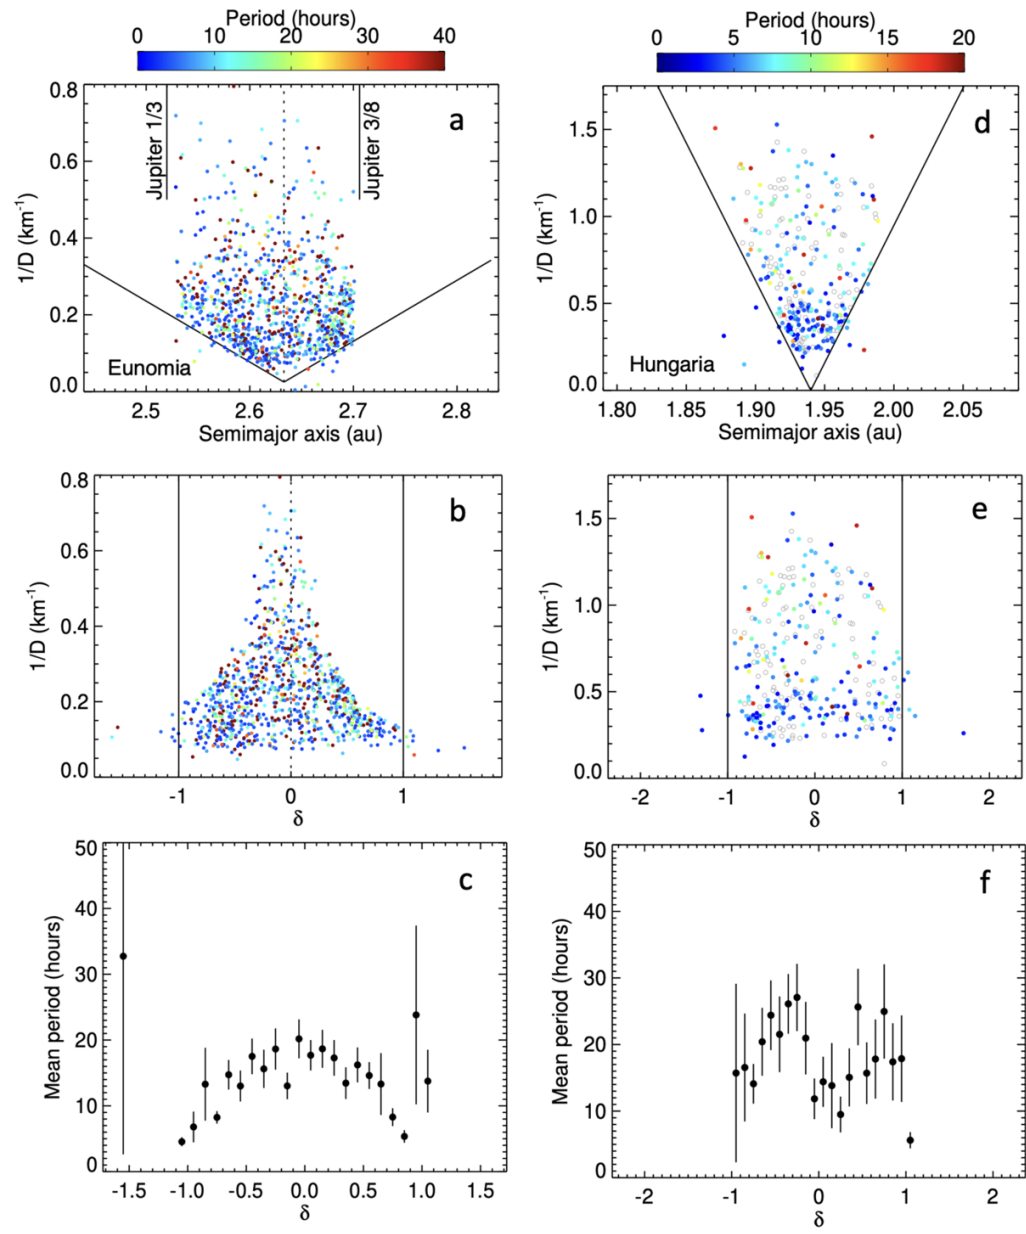 Period (hours)
0 10 20 30 40
0.8
0.6
0.4
0.2
0.0
1/D (km-1)
Jupiter 1/3
Jupiter 3/8
a
Eunomia
2.5 2.6 2.7 2.8
Semimajor axis (au)
Period (hours)
0 5 10 15 20
1.5
1.0
0.5
0.0
1/D (km-1)
d
Hungaria
1.80 1.85 1.90 1.95 2.00 2.05
Semimajor axis (au)
0.8
0.6
0.4
0.2
0.0
1/D (km-1)
b
-1 0 1
δ
1.5
1.0
0.5
0.0
1/D (km-1)
e
-2 -1 0 1 2
δ
50
40
30
20
10
0
Mean period (hours)
c
-1.5 -1.0 -0.5 0.0 0.5 1.0 1.5
δ
50
40
30
20
10
0
Mean period (hours)
f
-2 -1 0 1 2
δ